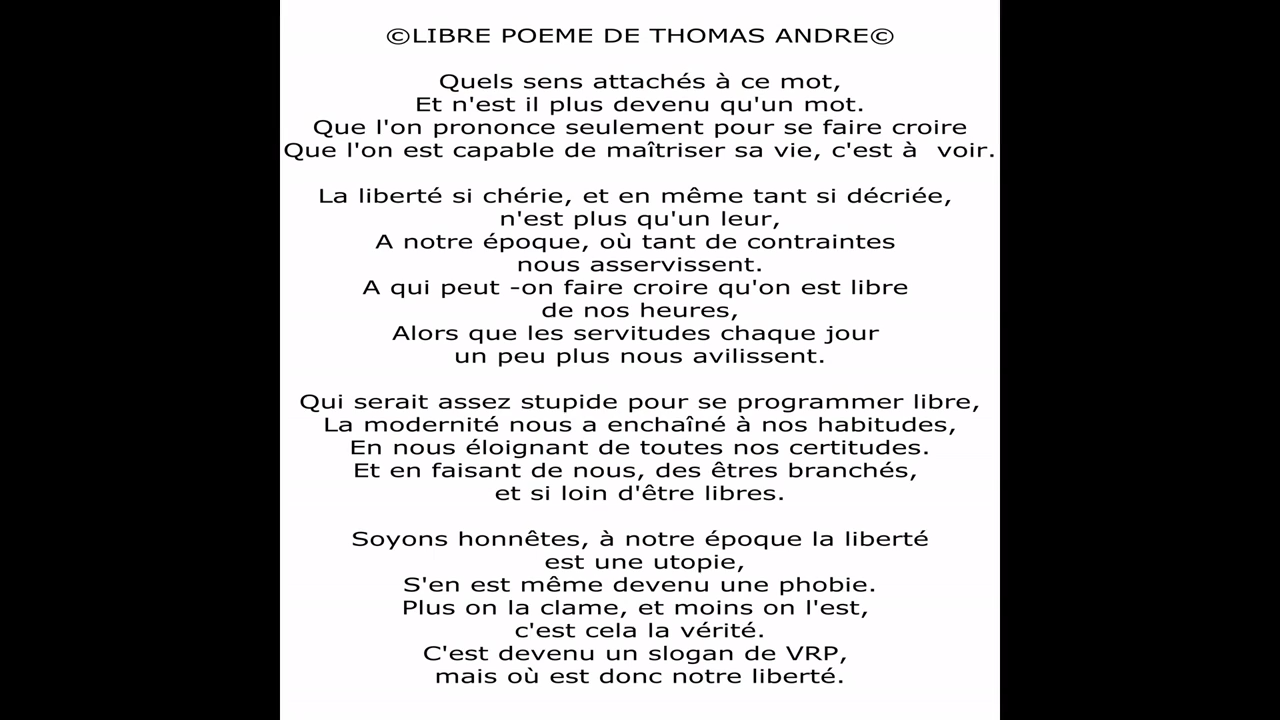 ©LIBRE POEME DE THOMAS ANDRE©
Quels sens attachés à ce mot,
Et n'est il plus devenu qu'un mot.
Que l'on prononce seulement pour se faire croire
Que l'on est capable de maîtriser sa vie, c'est à  voir.
La liberté si chérie, et en même tant si décriée,
n'est plus qu'un leur,
A notre époque, où tant de contraintes
nous asservissent.
A qui peut -on faire croire qu'on est libre
de nos heures,
Alors que les servitudes chaque jour
un peu plus nous avilissent.
Qui serait assez stupide pour se programmer libre,
La modernité nous a enchaîné à nos habitudes,
En nous éloignant de toutes nos certitudes.
Et en faisant de nous, des êtres branchés,
et si loin d'être libres.
Soyons honnêtes, à notre époque la liberté
est une utopie,
S'en est même devenu une phobie.
Plus on la clame, et moins on l'est,
c'est cela la vérité.
C'est devenu un slogan de VRP,
mais où est donc notre liberté.